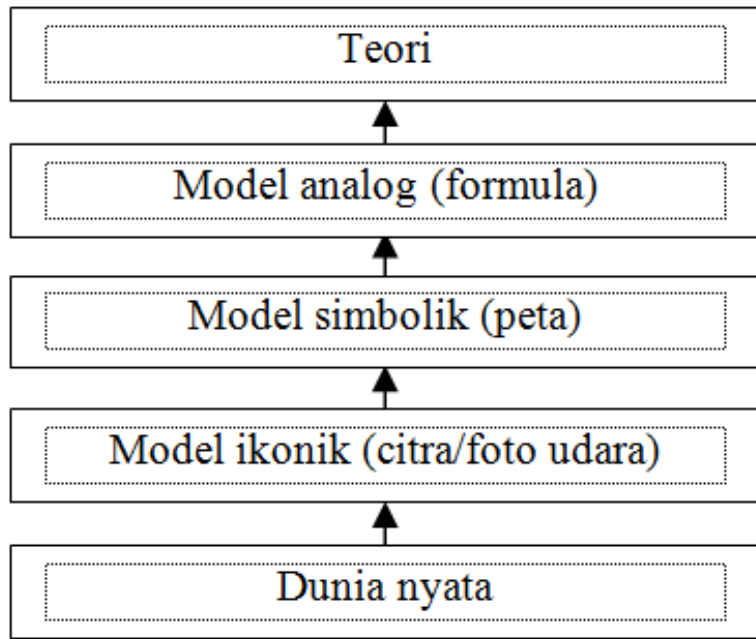 Teori
Model analog (formula)
Model simbolik (peta)
Model ikonik (citra/foto udara)
Dunia nyata